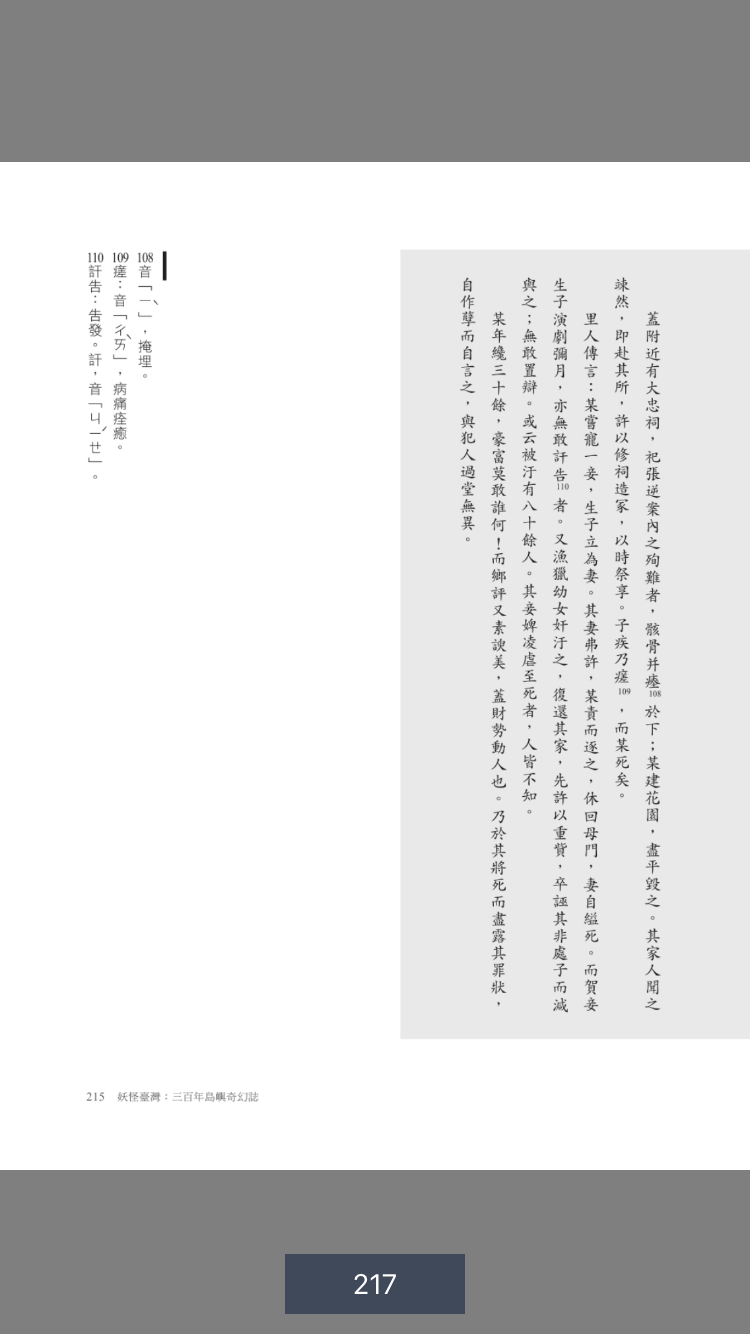 蓋附近有大忠祠，祀張逆案內之殉難者，骸骨并瘞108於下；某建花園，盡平毀之。其家人聞之
竦然，即赴其所，許以修祠造冢，以時祭享。子疾乃瘥109，而某死矣。
里人傳言：某嘗寵一妾，生子立為妻。其妻弗許，某責而逐之，休回母門，妻自縊死。而賀妾
生子演劇彌月，亦無敢訐告110者。又漁獵幼女奸汙之，復還其家，先許以重貲，卒誣其非處子而減
與之；無敢置辯。或云被汙有八十餘人。其妾婢凌虐至死者，人皆不知。
某年纔三十餘，豪富莫敢誰何！而鄉評又素諛美，蓋財勢動人也。乃於其將死而盡露其罪狀，
自作孽而自言之，與犯人過堂無異。
108音「ㄧˋ」，掩埋。
109瘥：音「ㄔㄞˋ」，病痛痊癒。
110訐告：告發。訐，音「ㄐㄧㄝˊ」。
215 妖怪臺灣：三百年島嶼奇幻誌
217